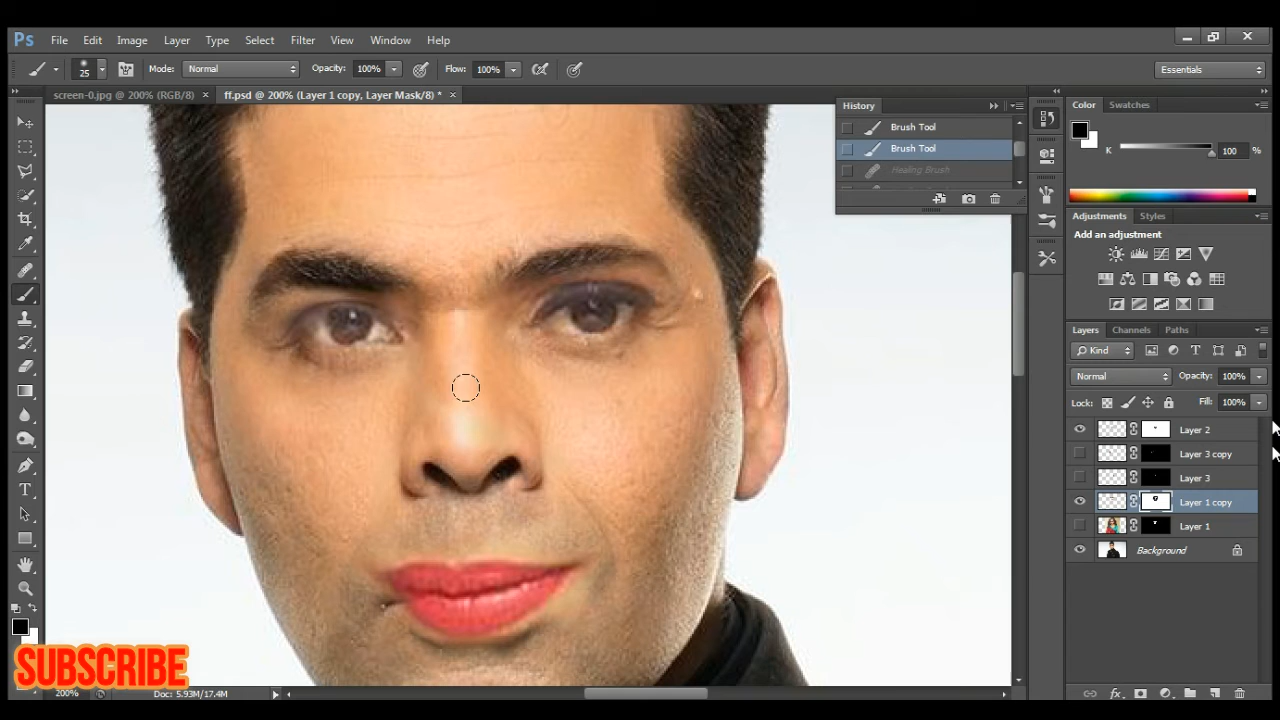 Ps File Edit Image Layer Type Select Filter View Window Help
25 Mode: Normal Opacity: 100% Flow: 100% Essentials
screen-0.jpg @ 200% (RGB/8) × ff.psd @ 200% (Layer 1 copy, Layer Mask/8) * ×
History
Brush Tool
Brush Tool
Healing Brush
Color Swatches
K 100 %
Adjustments Styles
Add an adjustment
Layers Channels Paths
Kind
Normal Opacity: 100%
Lock: Fill: 100%
Layer 2
Layer 3 copy
Layer 3
Layer 1 copy
Layer 1
Background
T
SUBSCRIBE
200% Doc: 5.93M/17.4M
fx